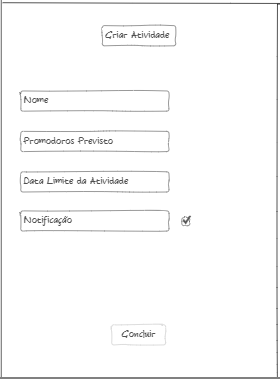 Criar Atividade
Nome
Promodoros Previsto
Data Limite da Atividade
Notificação
Concluir